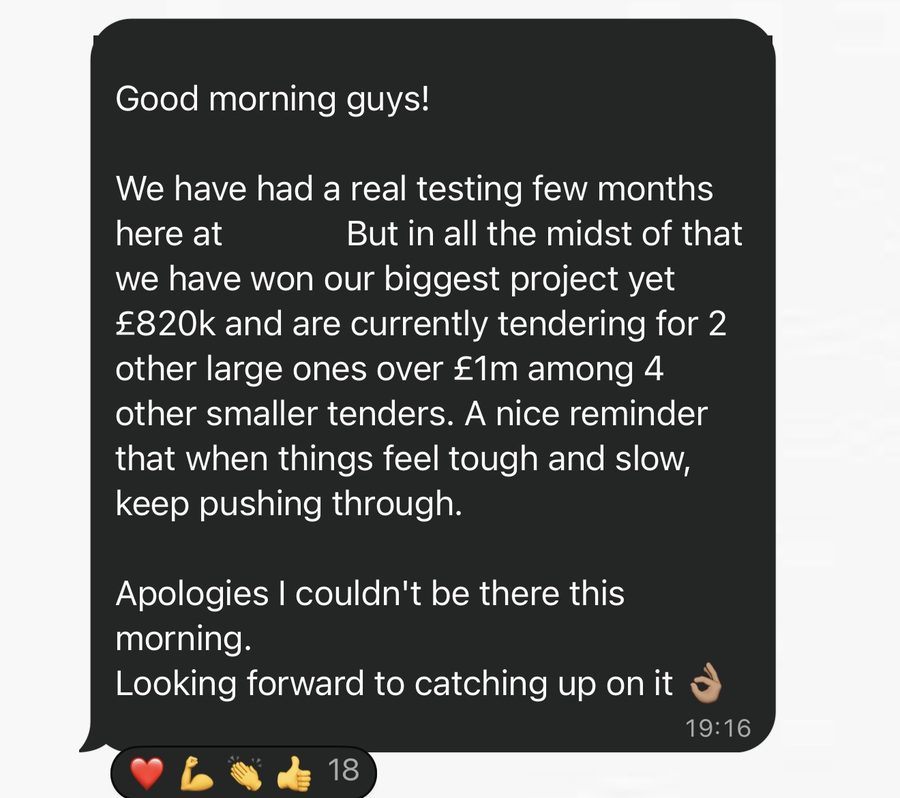 Good morning guys!
We have had a real testing few months
here at But in all the midst of that
we have won our biggest project yet
£820k and are currently tendering for 2
other large ones over £1m among 4
other smaller tenders. A nice reminder
that when things feel tough and slow,
keep pushing through.
Apologies I couldn't be there this
morning.
Looking forward to catching up on it 👌🏽
19:16
❤️ 💪 👏 👍 18